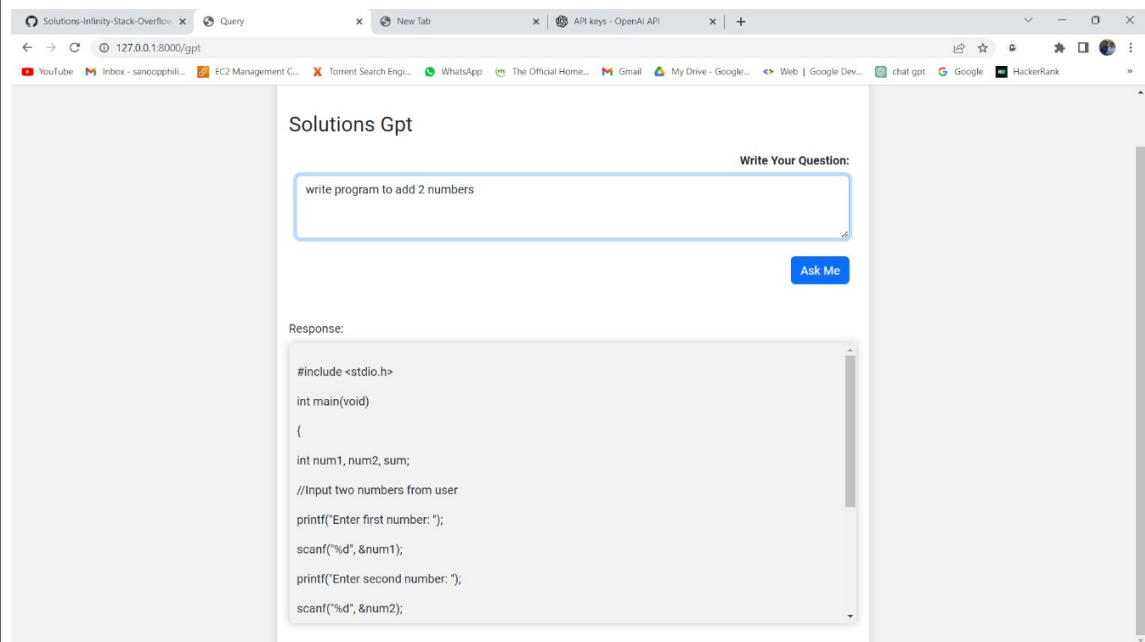 Solutions-Infinity-Stack-Overflow
Query
New Tab
API keys - OpenAI API
127.0.0.1:8000/gpt
YouTube
Inbox - sanoopphili...
EC2 Management C...
Torrent Search Engi...
WhatsApp
The Official Home...
Gmail
My Drive - Google...
Web | Google Dev...
chat gpt
Google
HackerRank
Solutions Gpt
Write Your Question:
write program to add 2 numbers
Ask Me
Response:
#include <stdio.h>
int main(void)
{
int num1, num2, sum;
//Input two numbers from user
printf("Enter first number: ");
scanf("%d", &num1);
printf("Enter second number: ");
scanf("%d", &num2);